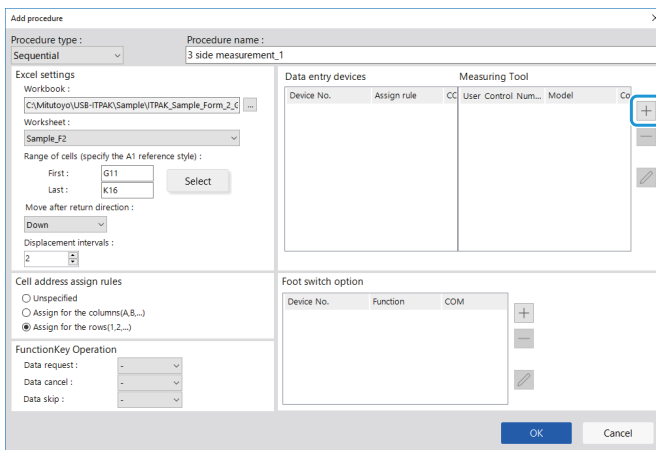 Add procedure
Procedure type :
Procedure name :
Sequential
3 side measurement_1
Excel settings
Workbook :
C:\Mitutoyo\USB-ITPAK\Sample\ITPAK_Sample_Form_2_G
...
Worksheet :
Sample_F2
Range of cells (specify the A1 reference style) :
First :
G11
Last :
K16
Select
Move after return direction :
Down
Displacement intervals :
2
Cell address assign rules
Unspecified
Assign for the columns(A,B,...)
Assign for the rows(1,2,...)
FunctionKey Operation
Data request :
-
Data cancel :
-
Data skip :
-
Data entry devices
Measuring Tool
Device No. Assign rule CC User Control Num... Model Co
Foot switch option
Device No. Function COM
OK
Cancel